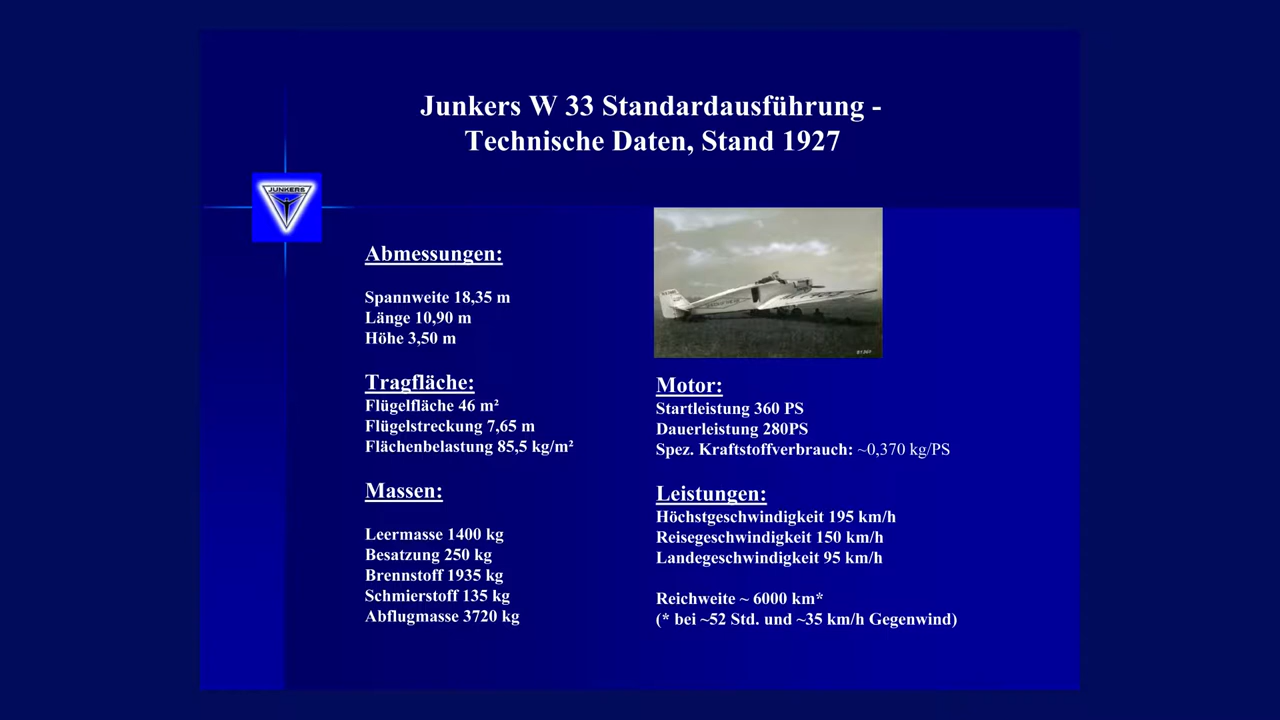 Junkers W 33 Standardausführung -
Technische Daten, Stand 1927
JUNKERS
Abmessungen:
Spannweite 18,35 m
Länge 10,90 m
Höhe 3,50 m
Tragfläche:
Flügelfläche 46 m²
Flügelstreckung 7,65 m
Flächenbelastung 85,5 kg/m²
Massen:
Leermasse 1400 kg
Besatzung 250 kg
Brennstoff 1935 kg
Schmierstoff 135 kg
Abflugmasse 3720 kg
Motor:
Startleistung 360 PS
Dauerleistung 280PS
Spez. Kraftstoffverbrauch: ~0,370 kg/PS
Leistungen:
Höchstgeschwindigkeit 195 km/h
Reisegeschwindigkeit 150 km/h
Landegeschwindigkeit 95 km/h
Reichweite ~ 6000 km*
(* bei ~52 Std. und ~35 km/h Gegenwind)